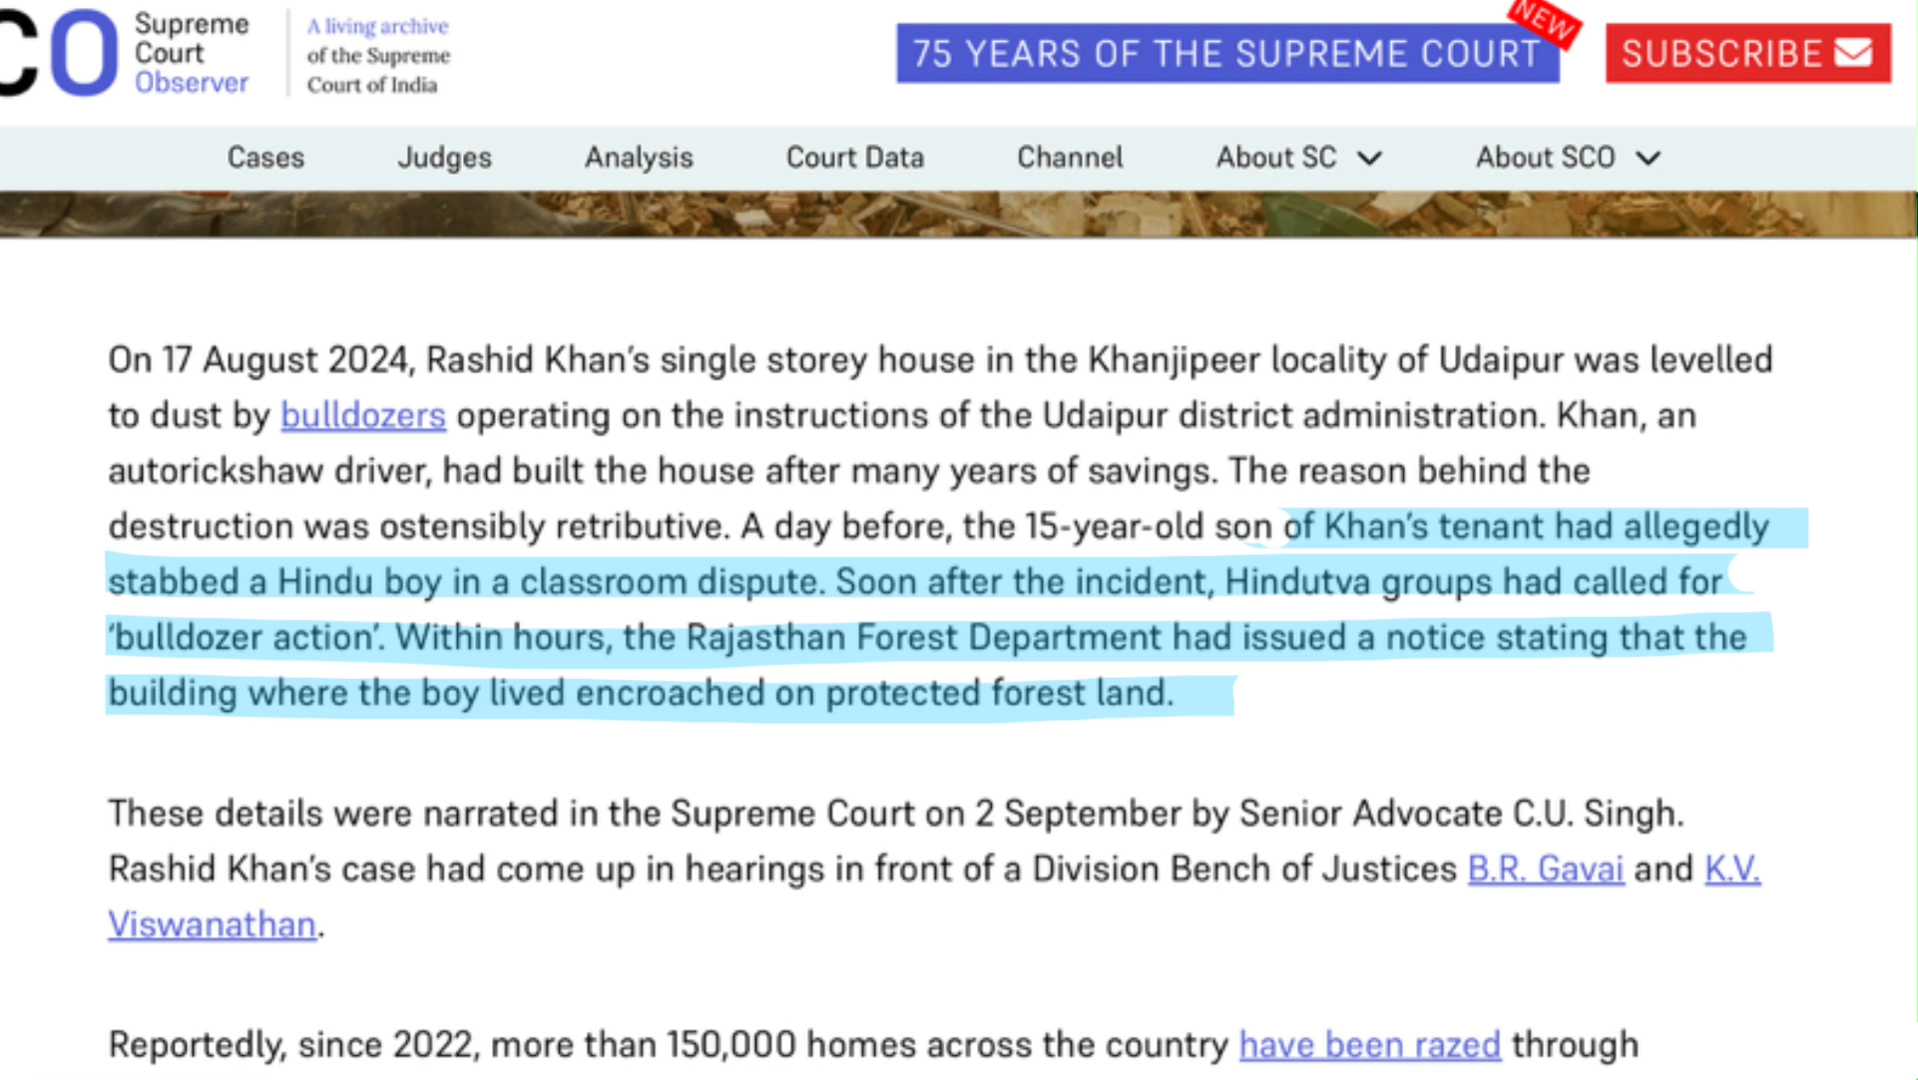 CO
Supreme
Court
Observer
A living archive
of the Supreme
Court of India
75 YEARS OF THE SUPREME COURT
NEW
SUBSCRIBE
Cases Judges Analysis Court Data Channel About SC About SCO
On 17 August 2024, Rashid Khan’s single storey house in the Khanjipeer locality of Udaipur was levelled
to dust by bulldozers operating on the instructions of the Udaipur district administration. Khan, an
autorickshaw driver, had built the house after many years of savings. The reason behind the
destruction was ostensibly retributive. A day before, the 15-year-old son of Khan’s tenant had allegedly
stabbed a Hindu boy in a classroom dispute. Soon after the incident, Hindutva groups had called for
‘bulldozer action’. Within hours, the Rajasthan Forest Department had issued a notice stating that the
building where the boy lived encroached on protected forest land.
These details were narrated in the Supreme Court on 2 September by Senior Advocate C.U. Singh.
Rashid Khan’s case had come up in hearings in front of a Division Bench of Justices B.R. Gavai and K.V.
Viswanathan.
Reportedly, since 2022, more than 150,000 homes across the country have been razed through